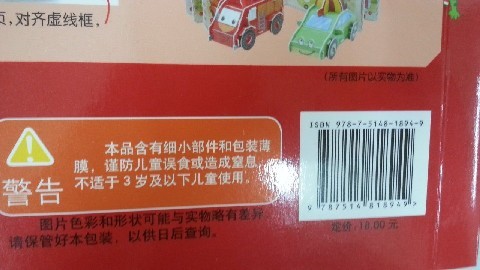 页，对齐虚线框，
（所有图片以实物为准）
ISBN 978-7-5148-1894-9
本品含有细小部件和包装薄
膜，谨防儿童误食或造成窒息，
不适于3岁及以下儿童使用。
警告
图片色彩和形状可能与实物略有差异，
请保管好本包装，以供日后查询。
9 787514 818949 >
定价：18.00 元